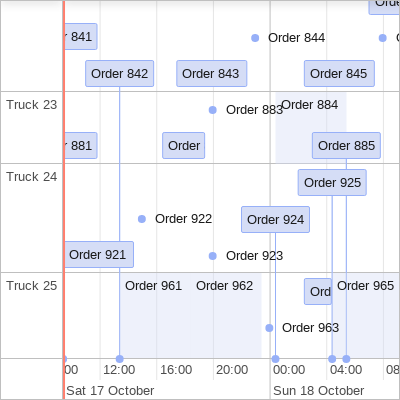 Orde
841
Order 844
O
Order 842
Order 843
Order 845
Truck 23
Order 883
Order 884
881
Order
Order 885
Truck 24
Order 925
Order 922
Order 924
Order 921
Order 923
Truck 25
Order 961
Order 962
Ord
Order 965
Order 963
00 12:00 16:00 20:00 00:00 04:00 08
Sat 17 October Sun 18 October